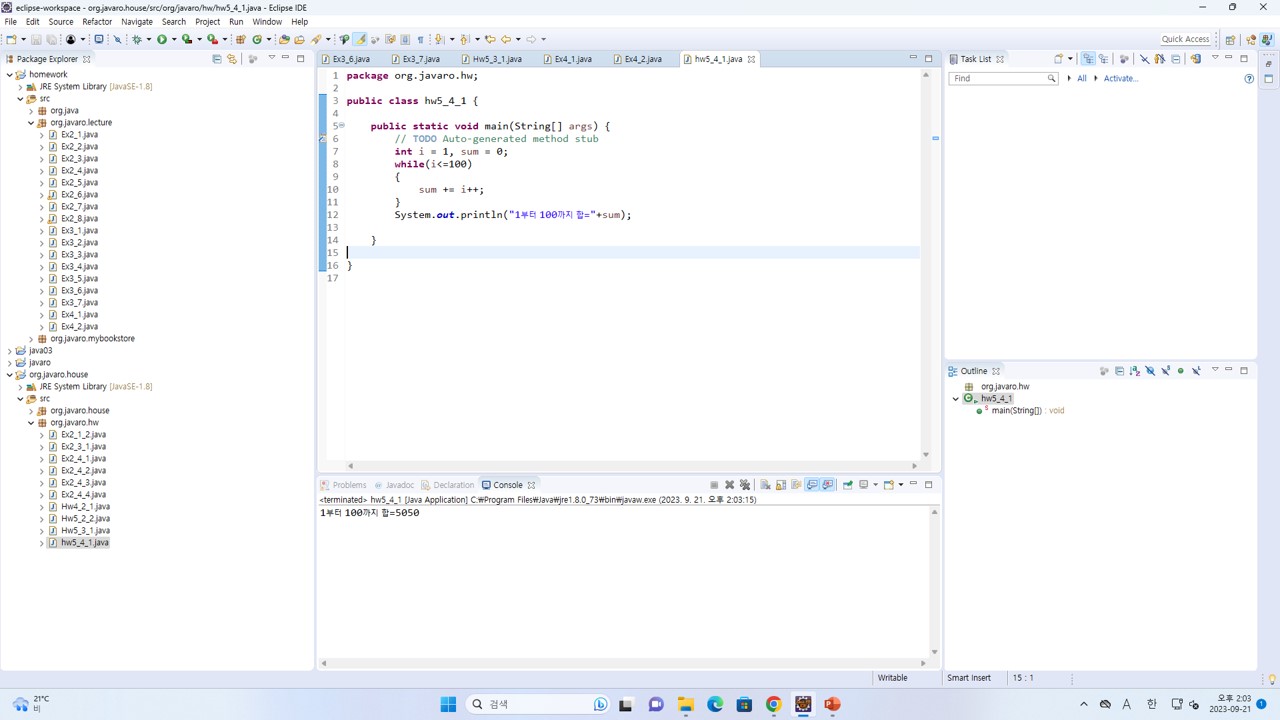 eclipse-workspace - org.javaro.house/src/org/javaro/hw/hw5_4_1.java - Eclipse IDE
File Edit Source Refactor Navigate Search Project Run Window Help
Quick Access
Package Explorer
homework
JRE System Library [JavaSE-1.8]
src
org.java
org.javaro.lecture
Ex2_1.java
Ex2_2.java
Ex2_3.java
Ex2_4.java
Ex2_5.java
Ex2_6.java
Ex2_7.java
Ex2_8.java
Ex3_1.java
Ex3_2.java
Ex3_3.java
Ex3_4.java
Ex3_5.java
Ex3_6.java
Ex3_7.java
Ex4_1.java
Ex4_2.java
org.javaro.mybookstore
java03
javaro
org.javaro.house
JRE System Library [JavaSE-1.8]
src
org.javaro.house
org.javaro.hw
Ex2_1_2.java
Ex2_3_1.java
Ex2_4_1.java
Ex2_4_2.java
Ex2_4_3.java
Ex2_4_4.java
Hw4_2_1.java
Hw5_2_2.java
Hw5_3_1.java
hw5_4_1.java
Ex3_6.java Ex3_7.java Hw5_3_1.java Ex4_1.java Ex4_2.java hw5_4_1.java
1 package org.javaro.hw;
2
3 public class hw5_4_1 {
4
5 public static void main(String[] args) {
6 // TODO Auto-generated method stub
7 int i = 1, sum = 0;
8 while(i<=100)
9 {
10 sum += i++;
11 }
12 System.out.println("1부터 100까지 합="+sum);
13
14 }
15
16 }
17
Problems Javadoc Declaration Console
<terminated> hw5_4_1 [Java Application] C:₩Program Files₩Java₩jre1.8.0_73₩bin₩javaw.exe (2023. 9. 21. 오후 2:03:15)
1부터 100까지 합=5050
Task List
Find All Activate...
Outline
org.javaro.hw
hw5_4_1
main(String[]) : void
Writable Smart Insert 15 : 1
21°C
비
검색
A 한
오후 2:03
2023-09-21